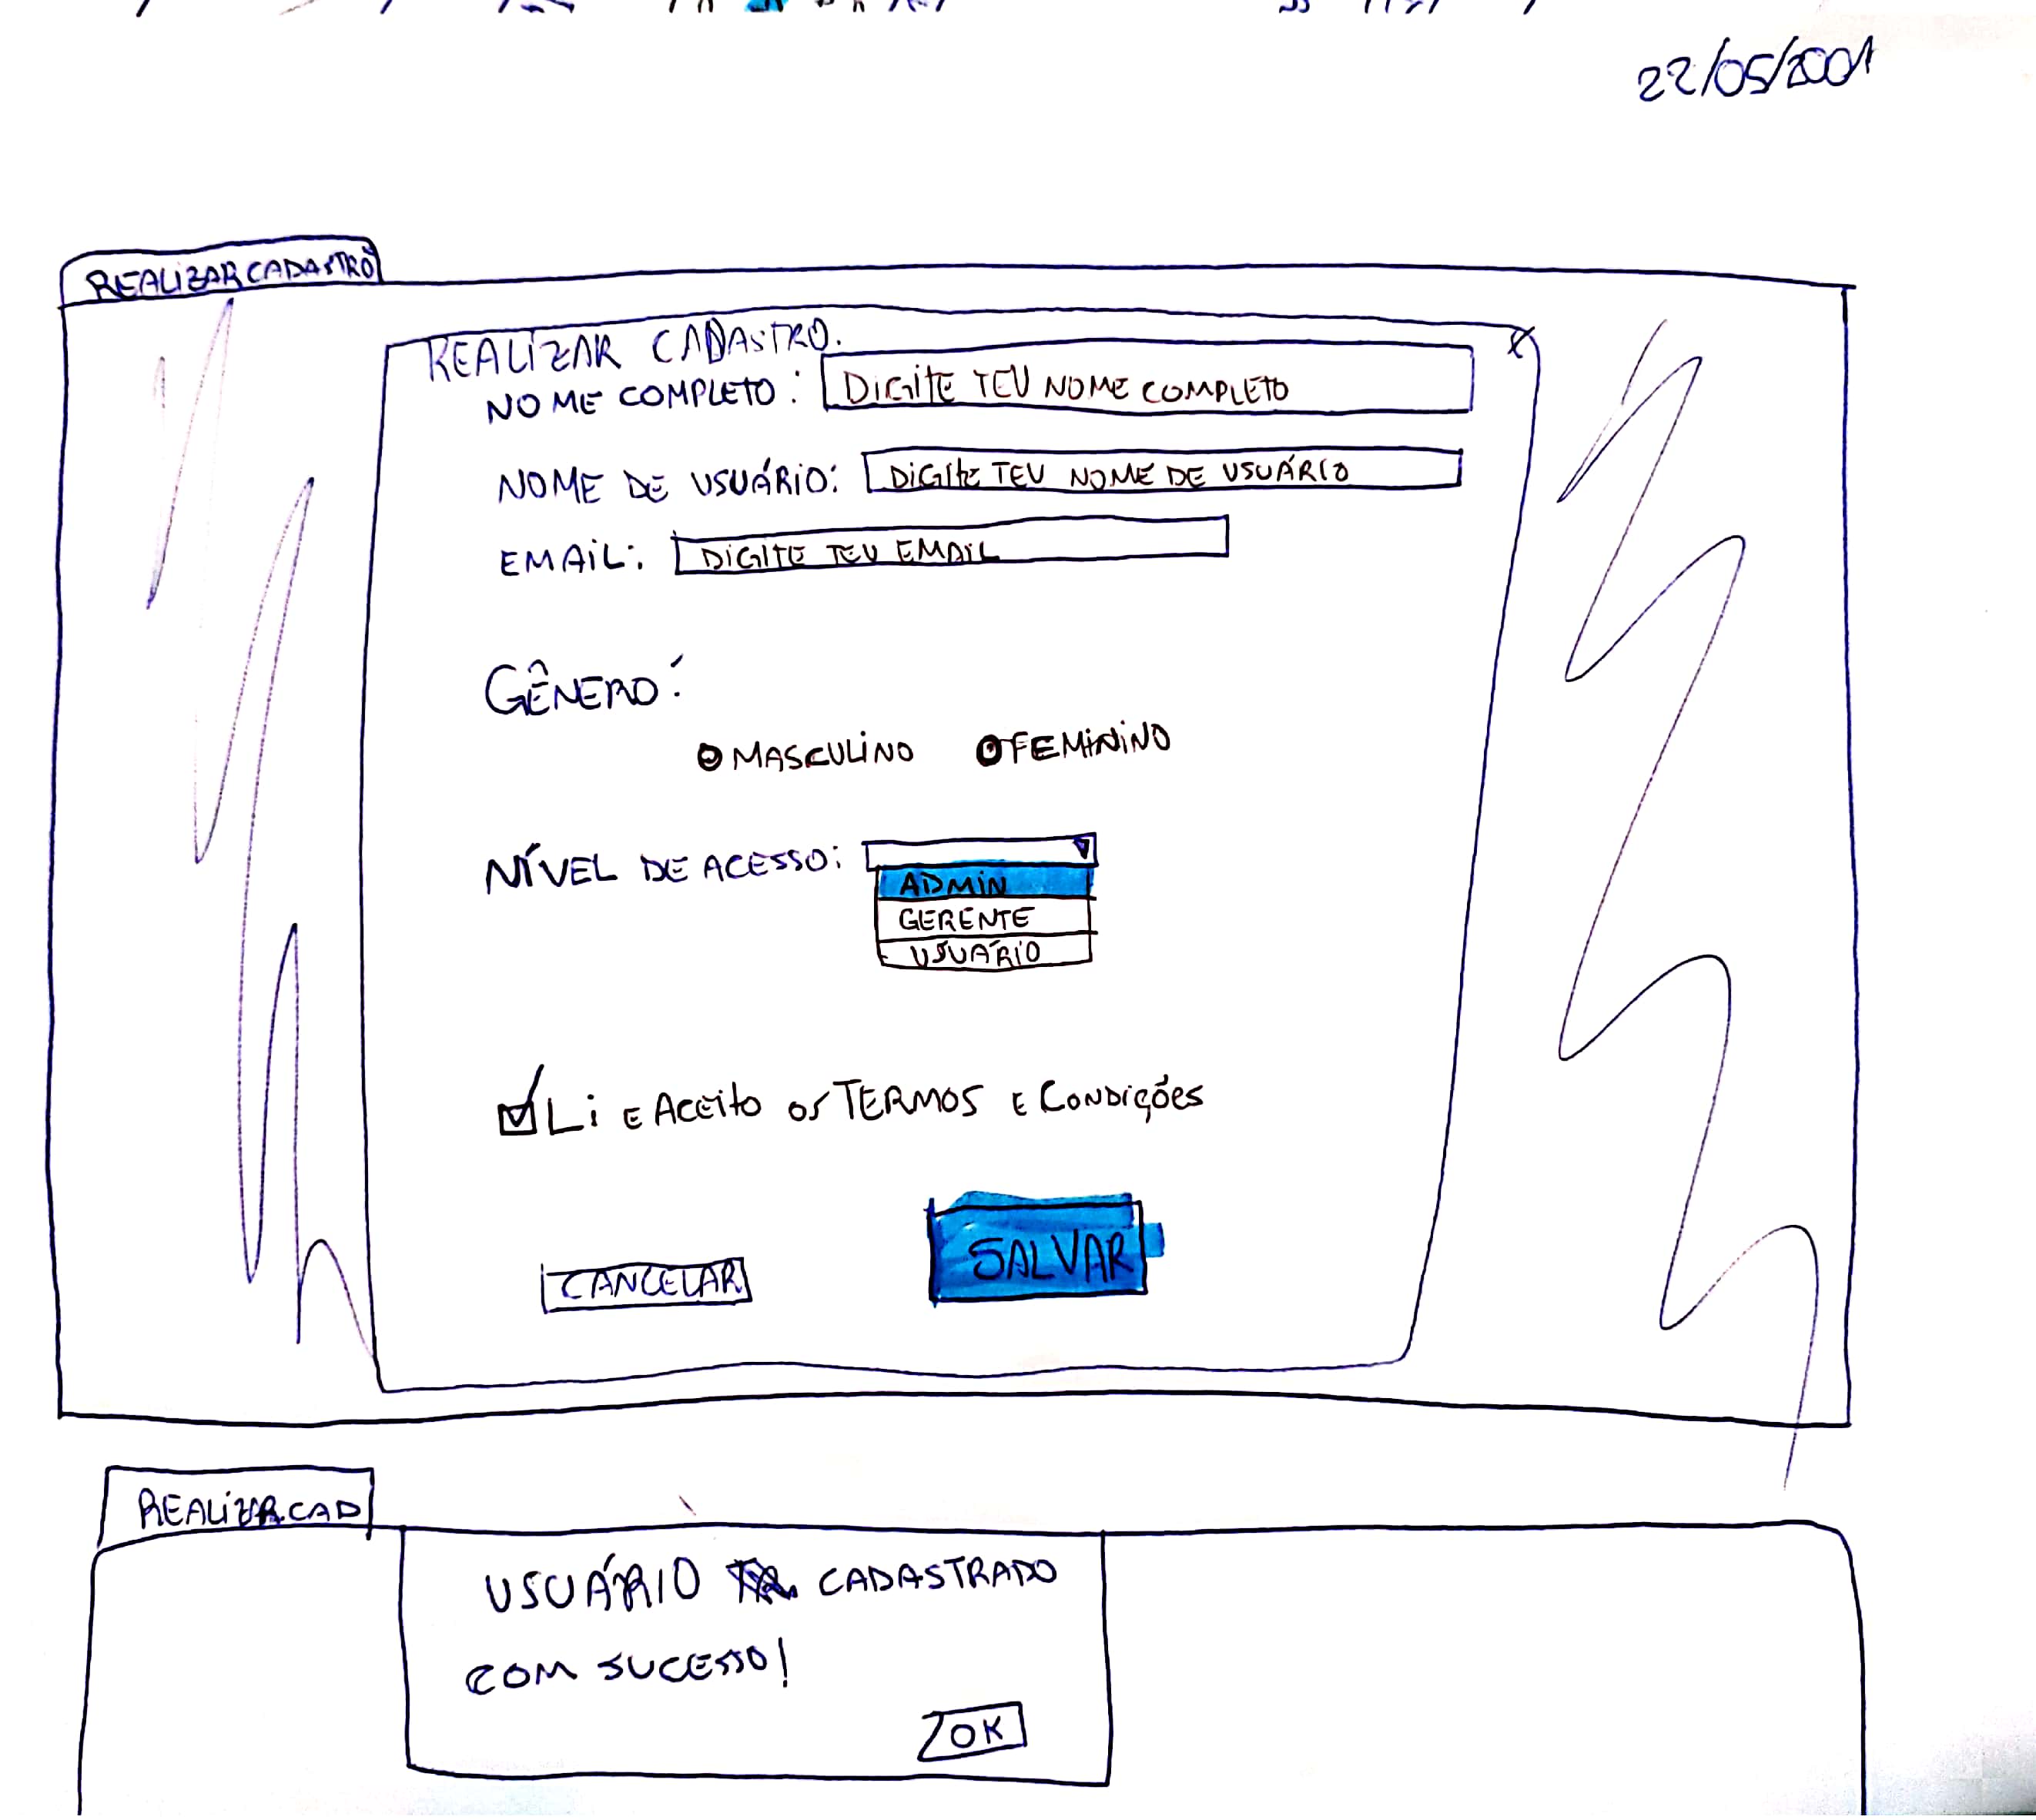 22/05/2001
REALIZAR CADASTRO
REALIZAR CADASTRO.
X
NOME COMPLETO: DIGITE TEU NOME COMPLETO
NOME DE USUÁRIO: DIGITE TEU NOME DE USUÁRIO
EMAIL: DIGITE TEU EMAIL
GÊNERO:
MASCULINO FEMININO
NÍVEL DE ACESSO:
ADMIN
GERENTE
USUÁRIO
Li E ACEito os TERMOS E CONDIÇÕES
CANCELAR SALVAR
REALIZAR CAD
USUÁRIO CADASTRADO
COM SUCESSO!
OK